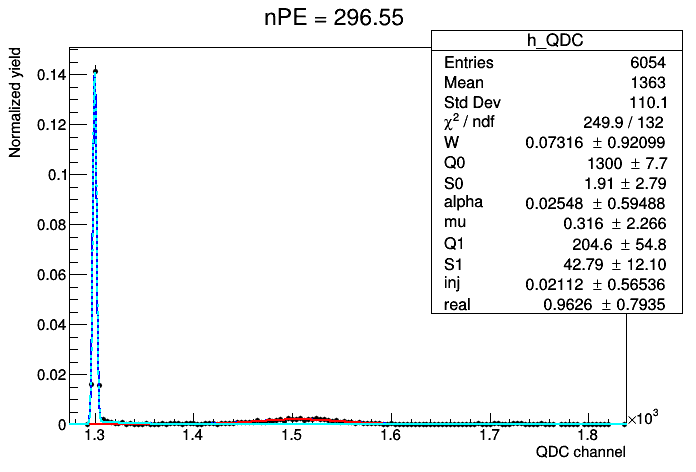 nPE = 296.55
h_QDC
Entries 6054
Mean 1363
Std Dev 110.1
χ² / ndf 249.9 / 132
W 0.07316 ± 0.92099
Q0 1300 ± 7.7
S0 1.91 ± 2.79
alpha 0.02548 ± 0.59488
mu 0.316 ± 2.266
Q1 204.6 ± 54.8
S1 42.79 ± 12.10
inj 0.02112 ± 0.56536
real 0.9626 ± 0.7935
Normalized yield
0.14
0.12
0.1
0.08
0.06
0.04
0.02
0
1.3 1.4 1.5 1.6 1.7 1.8
×10³
QDC channel